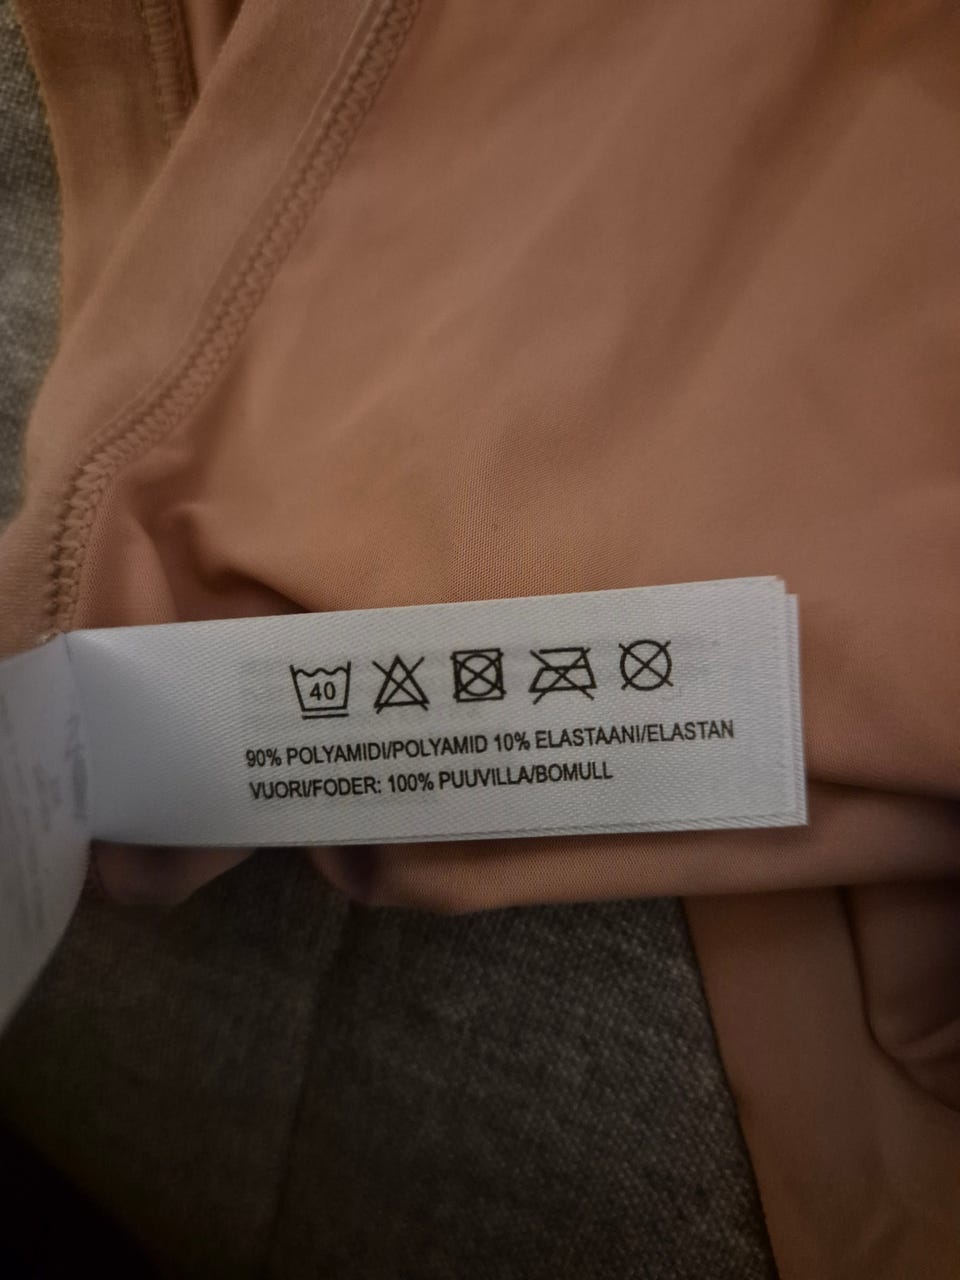 40
90% POLYAMIDI/POLYAMID 10% ELASTAANI/ELASTAN
VUORI/FODER: 100% PUUVILLA/BOMULL